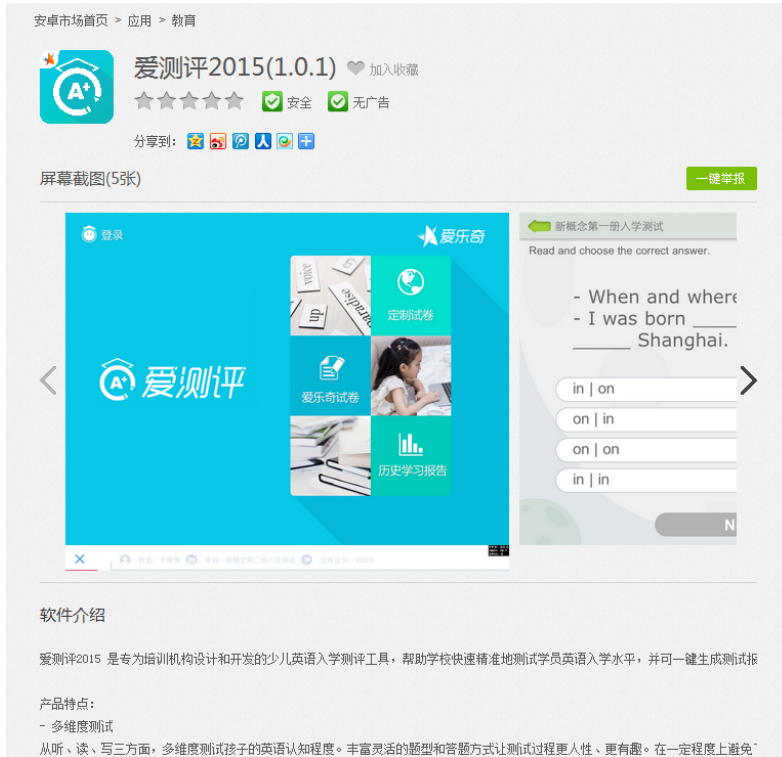 安卓市场首页 > 应用 > 教育
爱测评2015(1.0.1) 加入收藏
安全 无广告
分享到:
屏幕截图(5张) 一键举报
登录
爱乐奇
voice
paradise
up
定制试卷
A+ 爱测评
爱乐奇试卷
历史学习报告
新概念第一册入学测试
Read and choose the correct answer.
- When and where
- I was born ____
______ Shanghai.
in | on
on | in
on | on
in | in
N
软件介绍
爱测评2015 是专为培训机构设计和开发的少儿英语入学测评工具，帮助学校快速精准地测试学员英语入学水平，并可一键生成测试报
产品特点：
- 多维度测试
从听、读、写三方面，多维度测试孩子的英语认知程度。丰富灵活的题型和答题方式让测试过程更人性、更有趣。在一定程度上避免